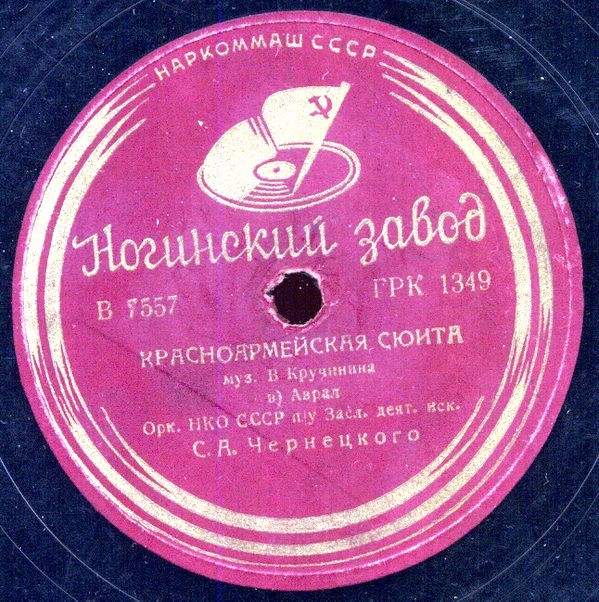 НАРКОММАШ СССР
Ногинский завод
В 7557
ГРК 1349
КРАСНОАРМЕЙСКАЯ СЮИТА
муз. В Кручинина
в) Аврал
Орк. НКО СССР п/у Засл. деят. иск.
С. А. Чернецкого